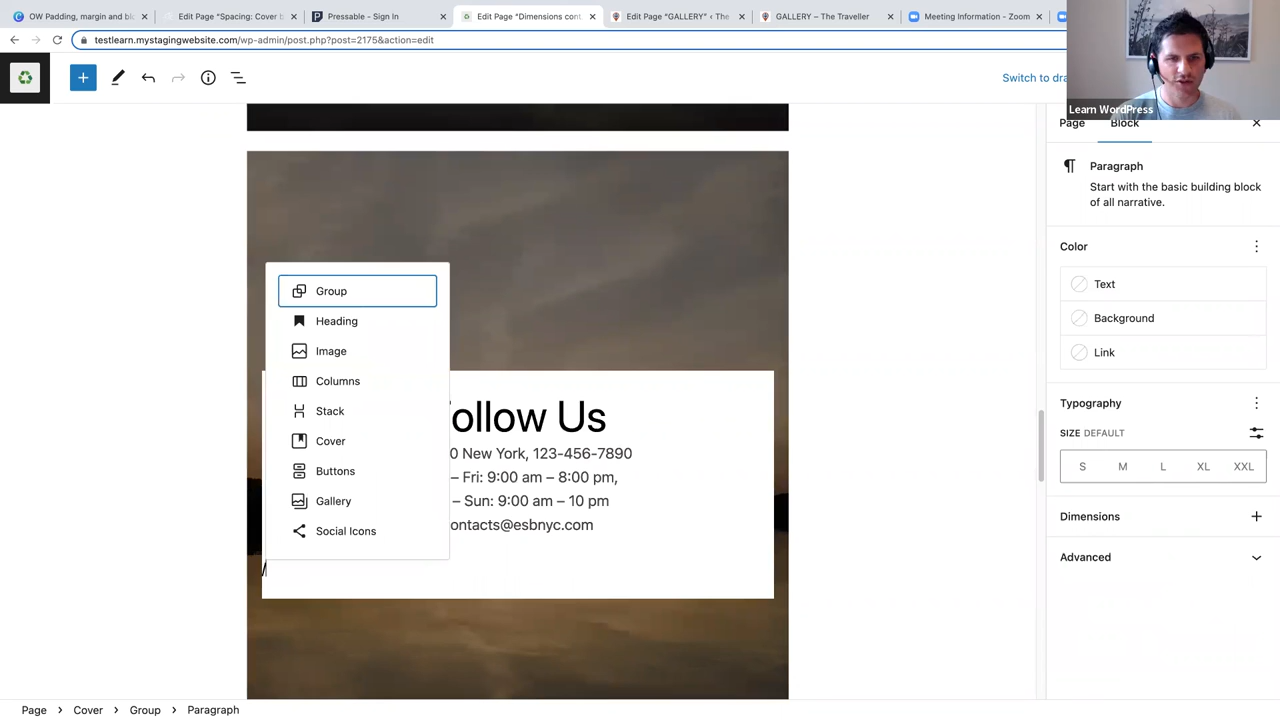 OW Padding, margin and blo
Edit Page "Spacing: Cover b
Pressable - Sign In
Edit Page "Dimensions cont
Edit Page "GALLERY" ‹ The
GALLERY – The Traveller
Meeting Information - Zoom
testlearn.mystagingwebsite.com/wp-admin/post.php?post=2175&action=edit
Switch to dra
Learn WordPress
Page
Block
Paragraph
Start with the basic building block
of all narrative.
Color
Text
Background
Link
Typography
SIZE DEFAULT
S M L XL XXL
Dimensions
Advanced
Group
Heading
Image
Columns
Stack
Cover
Buttons
Gallery
Social Icons
ollow Us
0 New York, 123-456-7890
– Fri: 9:00 am – 8:00 pm,
– Sun: 9:00 am – 10 pm
ontacts@esbnyc.com
/
Page > Cover > Group > Paragraph